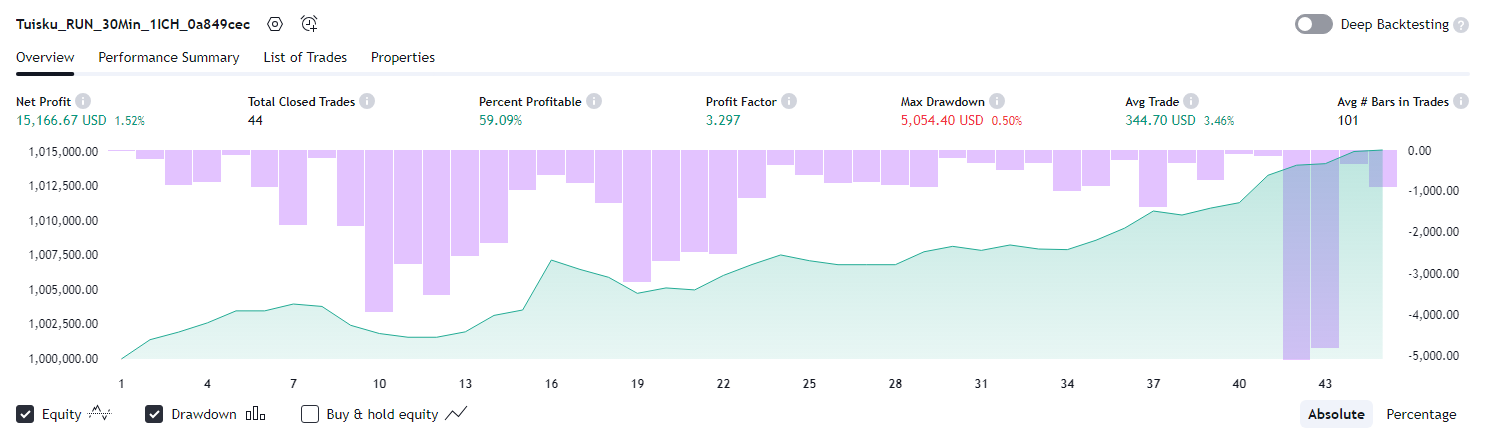 Tuisku_RUN_30Min_1ICH_0a849cec
Deep Backtesting
Overview Performance Summary List of Trades Properties
Net Profit Total Closed Trades Percent Profitable Profit Factor Max Drawdown Avg Trade Avg # Bars in Trades
15,166.67 USD 1.52% 44 59.09% 3.297 5,054.40 USD 0.50% 344.70 USD 3.46% 101
1,015,000.00 0.00
1,012,500.00 -1,000.00
1,010,000.00 -2,000.00
1,007,500.00 -3,000.00
1,005,000.00 -4,000.00
1,002,500.00 -5,000.00
1,000,000.00
1 4 7 10 13 16 19 22 25 28 31 34 37 40 43
Equity Drawdown Buy & hold equity Absolute Percentage